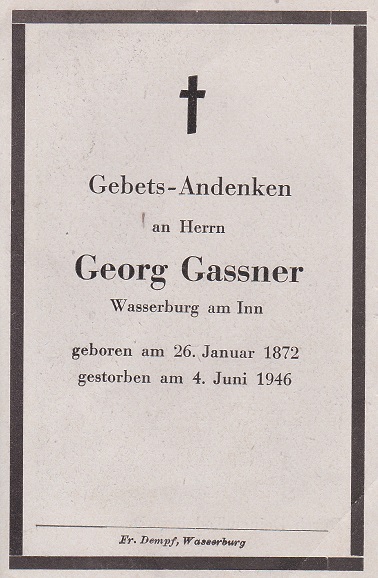 Gebets-Andenken
an Herrn
Georg Gassner
Wasserburg am Inn
geboren am 26. Januar 1872
gestorben am 4. Juni 1946
Fr. Dempf, Wasserburg